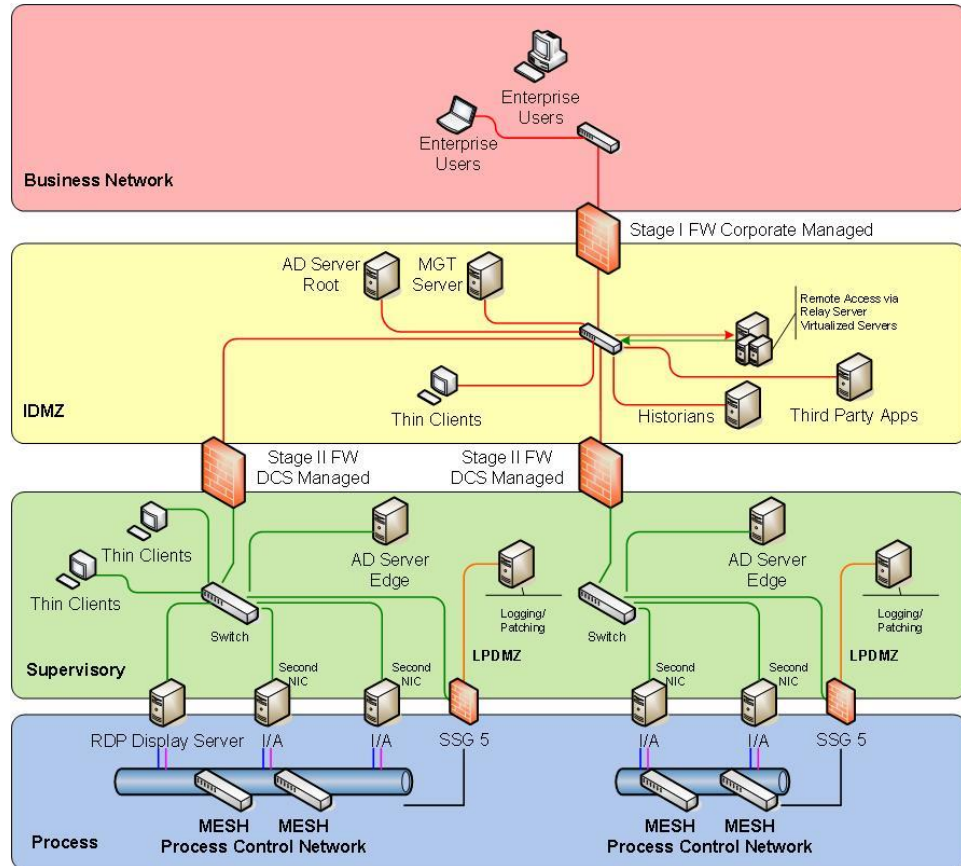 Enterprise
Users
Enterprise
Users
Business Network
Stage I FW Corporate Managed
AD Server
Root
MGT
Server
Remote Access via
Relay Server
Virtualized Servers
Thin Clients
Historians
Third Party Apps
IDMZ
Stage II FW
DCS Managed
Stage II FW
DCS Managed
Thin Clients
Thin Clients
AD Server
Edge
Switch
Logging/
Patching
LPDMZ
Second
NIC
Second
NIC
AD Server
Edge
Switch
Logging/
Patching
LPDMZ
Second
NIC
Supervisory
RDP Display Server
I/A
I/A
SSG 5
I/A
I/A
SSG 5
MESH
MESH
Process Control Network
MESH
MESH
Process Control Network
Process